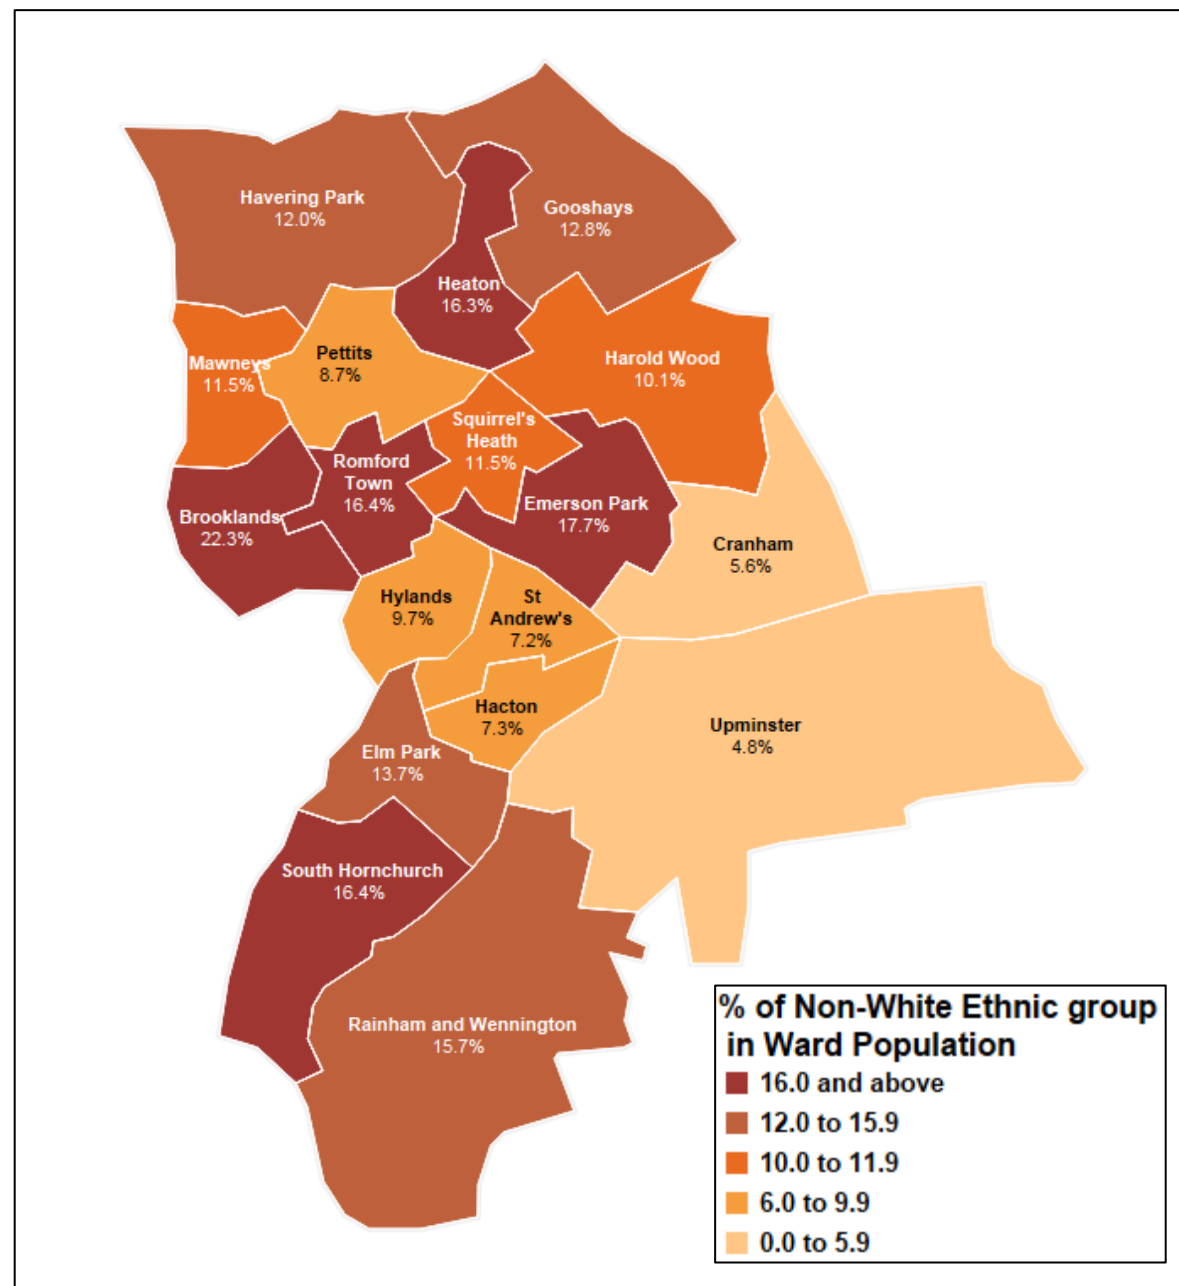 Havering Park
12.0%
Gooshays
12.8%
Heaton
16.3%
Mawneys
11.5%
Pettits
8.7%
Harold Wood
10.1%
Squirrel's
Heath
11.5%
Romford
Town
16.4%
Brooklands
22.3%
Emerson Park
17.7%
Cranham
5.6%
Hylands
9.7%
St
Andrew's
7.2%
Hacton
7.3%
Upminster
4.8%
Elm Park
13.7%
South Hornchurch
16.4%
Rainham and Wennington
15.7%
% of Non-White Ethnic group
in Ward Population
16.0 and above
12.0 to 15.9
10.0 to 11.9
6.0 to 9.9
0.0 to 5.9